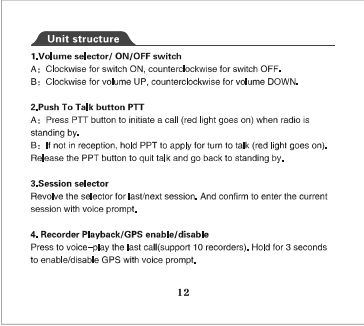 Unit structure
1.Volume selector/ ON/OFF switch
A: Clockwise for switch ON, counterclockwise for switch OFF.
B: Clockwise for volume UP, counterclockwise for volume DOWN.
2.Push To Talk button PTT
A: Press PTT button to initiate a call (red light goes on) when radio is
standing by.
B: If not in reception, hold PPT to apply for turn to talk (red light goes on).
Release the PPT button to quit talk and go back to standing by.
3.Session selector
Revolve the selector for last/next session. And confirm to enter the current
session with voice prompt.
4. Recorder Playback/GPS enable/disable
Press to voice-play the last call(support 10 recorders). Hold for 3 seconds
to enable/disable GPS with voice prompt.
12